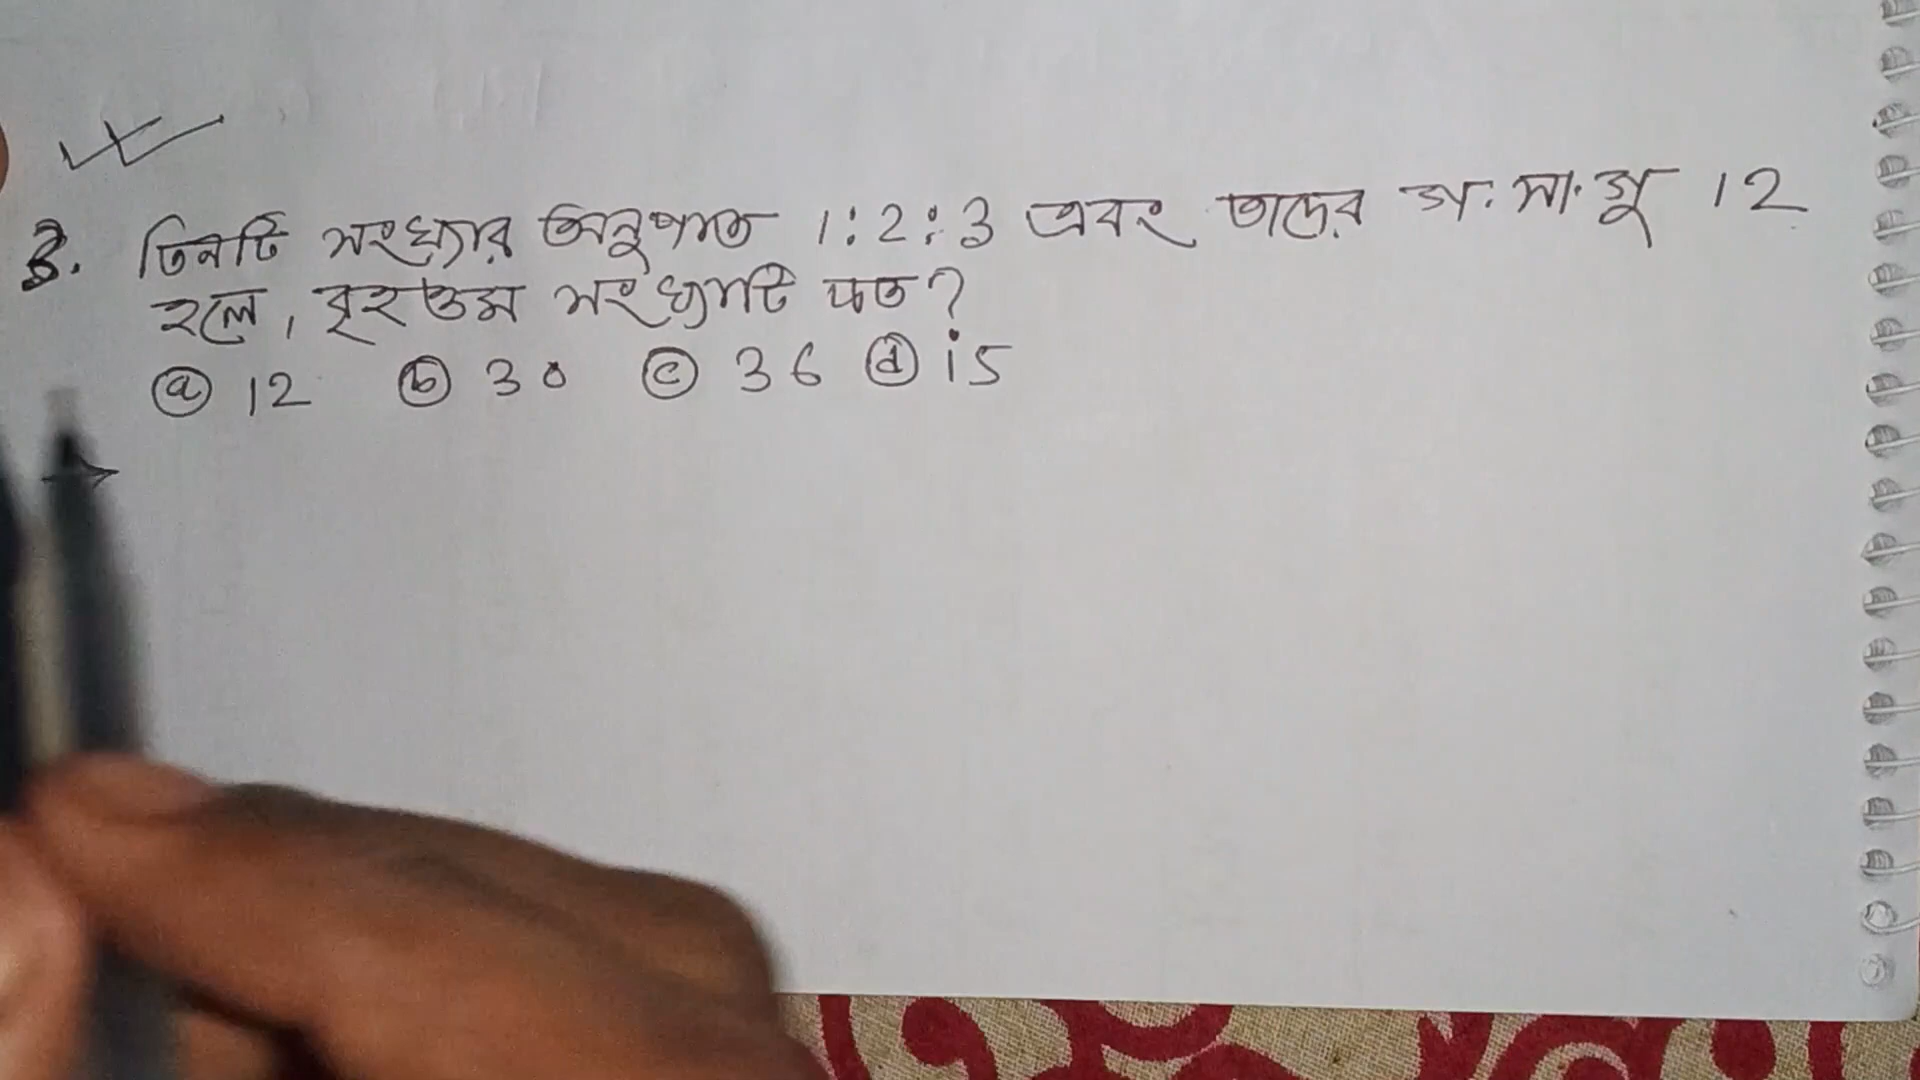 3. তিনটি সংখ্যার অনুপাত 1:2:3 এবং তাদের গ.সা.গু 12
হলে, বৃহত্তম সংখ্যাটি কত?
ⓐ 12 ⓑ 30 ⓒ 36 ⓓ 15
→